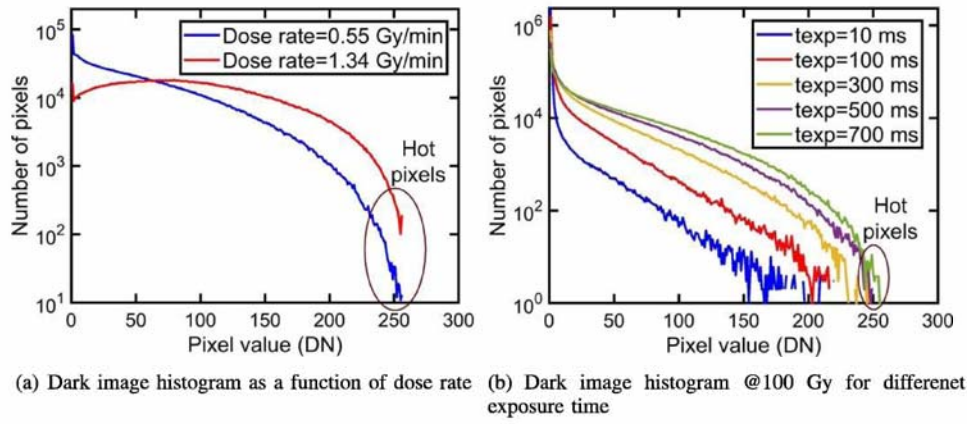 10^5
10^4
10^3
10^2
10^1
Number of pixels
Dose rate=0.55 Gy/min
Dose rate=1.34 Gy/min
Hot
pixels
0 50 100 150 200 250 300
Pixel value (DN)
10^6
10^4
10^2
10^0
Number of pixels
texp=10 ms
texp=100 ms
texp=300 ms
texp=500 ms
texp=700 ms
Hot
pixels
0 50 100 150 200 250 300
Pixel value (DN)
(a) Dark image histogram as a function of dose rate
(b) Dark image histogram @100 Gy for differenet
exposure time